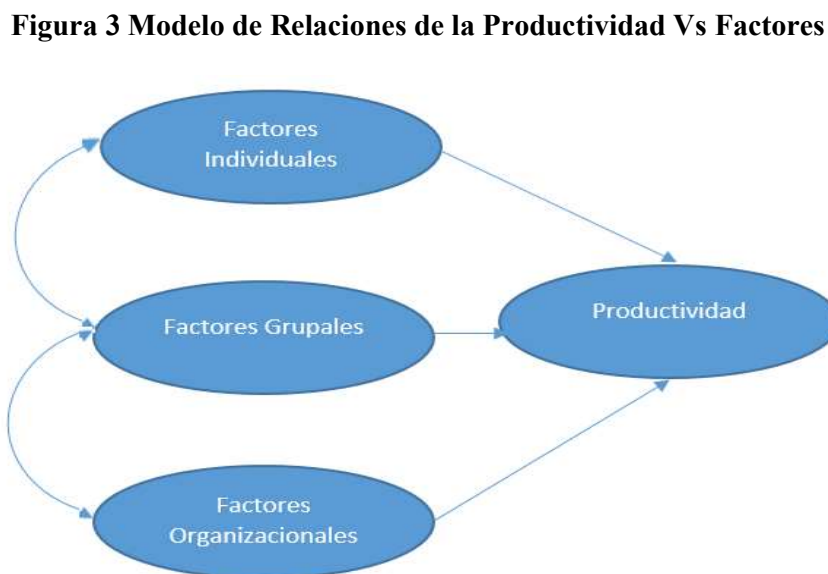 Figura 3 Modelo de Relaciones de la Productividad Vs Factores
Factores
Individuales
Factores Grupales
Productividad
Factores
Organizacionales